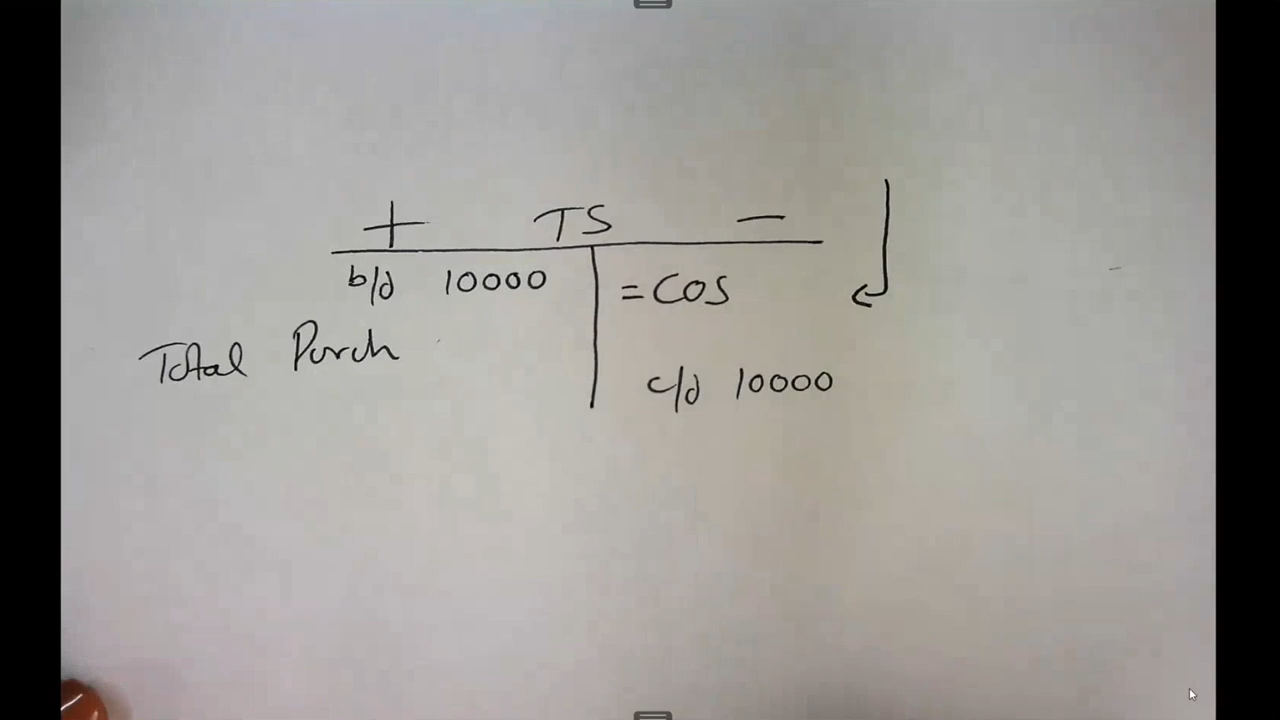 + TS -
b/d 10000 = COS
Total Purch
c/d 10000